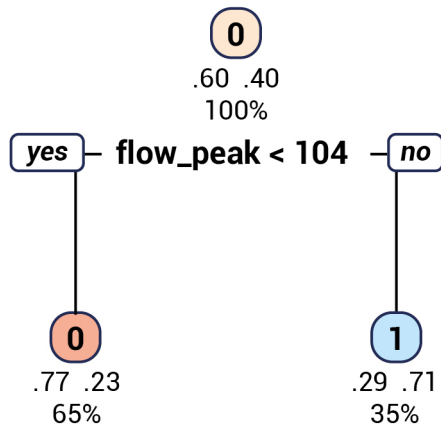 0
.60 .40
100%
yes flow_peak < 104 no
0 1
.77 .23 .29 .71
65% 35%